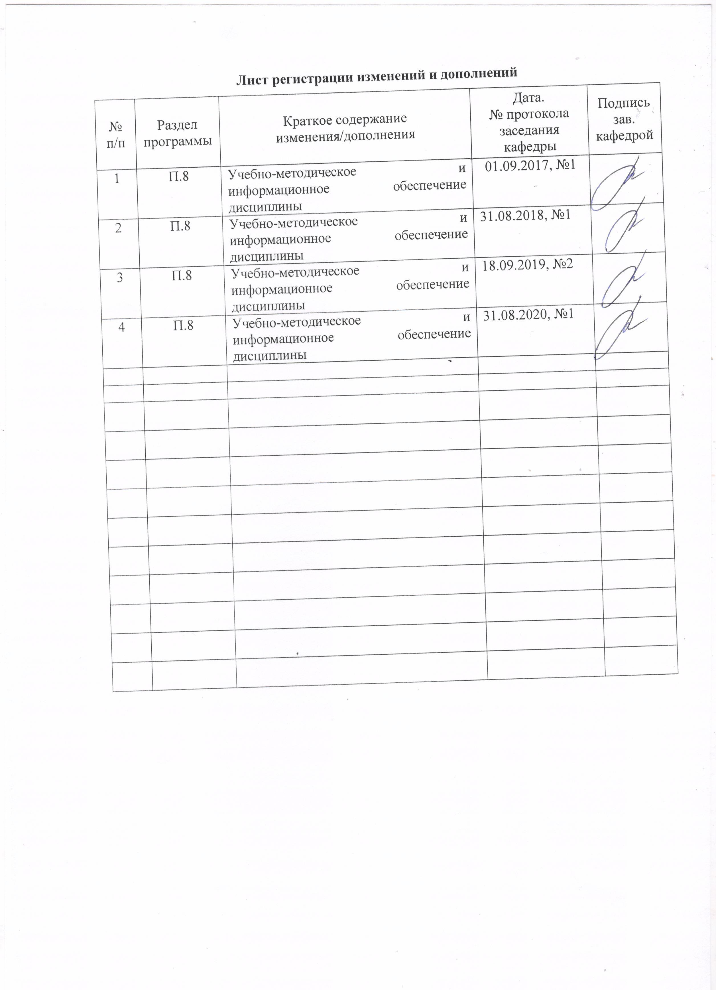 Лист регистрации изменений и дополнений
№
п/п
Раздел
программы
Краткое содержание
изменения/дополнения
Дата.
№ протокола
заседания
кафедры
Подпись
зав.
кафедрой
1
П.8
Учебно-методическое и
информационное обеспечение
дисциплины
01.09.2017, №1
2
П.8
Учебно-методическое и
информационное обеспечение
дисциплины
31.08.2018, №1
3
П.8
Учебно-методическое и
информационное обеспечение
дисциплины
18.09.2019, №2
4
П.8
Учебно-методическое и
информационное обеспечение
дисциплины
31.08.2020, №1